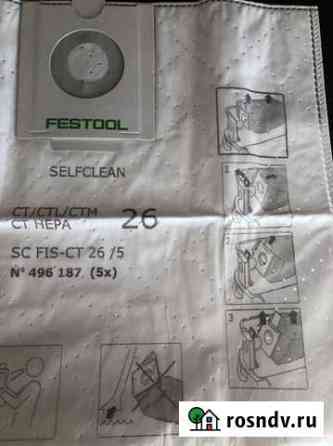 FESTOOL
SELFCLEAN
CT/CTL/CTM 26
CT HEPA
SC FIS-CT 26 /5
N° 496 187 (5x)
1
2
3
rosndv.ru